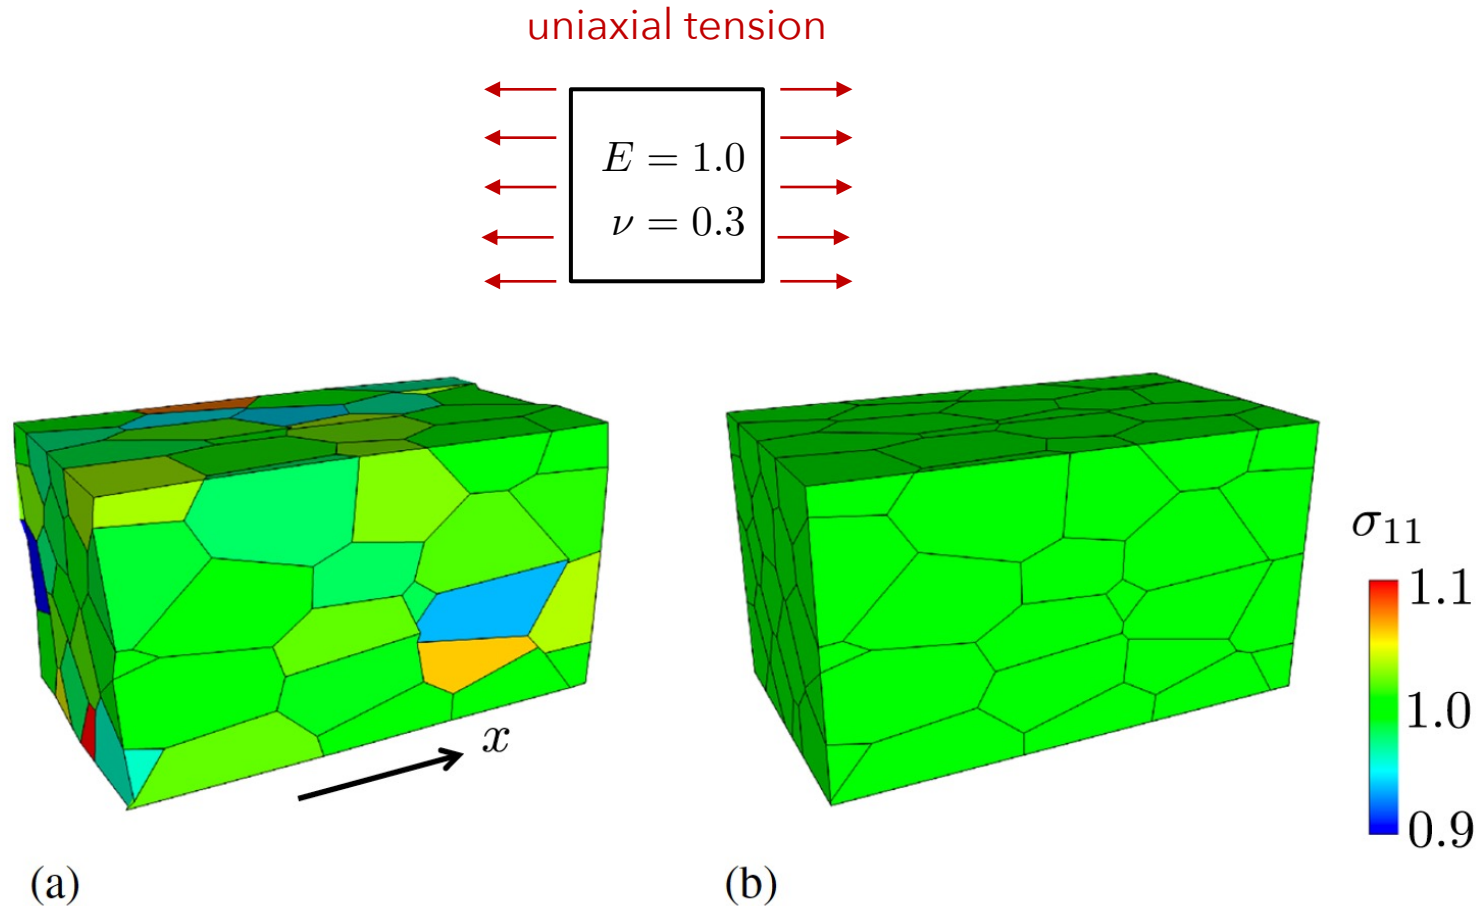 uniaxial tension
E = 1.0
ν = 0.3
σ₁₁
1.1
1.0
0.9
x
(a)
(b)